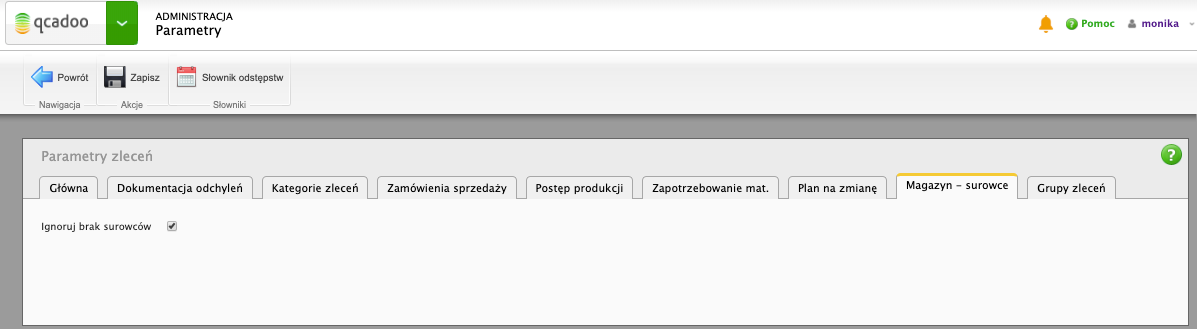 qcadoo
ADMINISTRACJA
Parametry
Pomoc
monika
Powrót
Zapisz
Słownik odstępstw
Nawigacja
Akcje
Słowniki
Parametry zleceń
?
Główna
Dokumentacja odchyleń
Kategorie zleceń
Zamówienia sprzedaży
Postęp produkcji
Zapotrzebowanie mat.
Plan na zmianę
Magazyn - surowce
Grupy zleceń
Ignoruj brak surowców